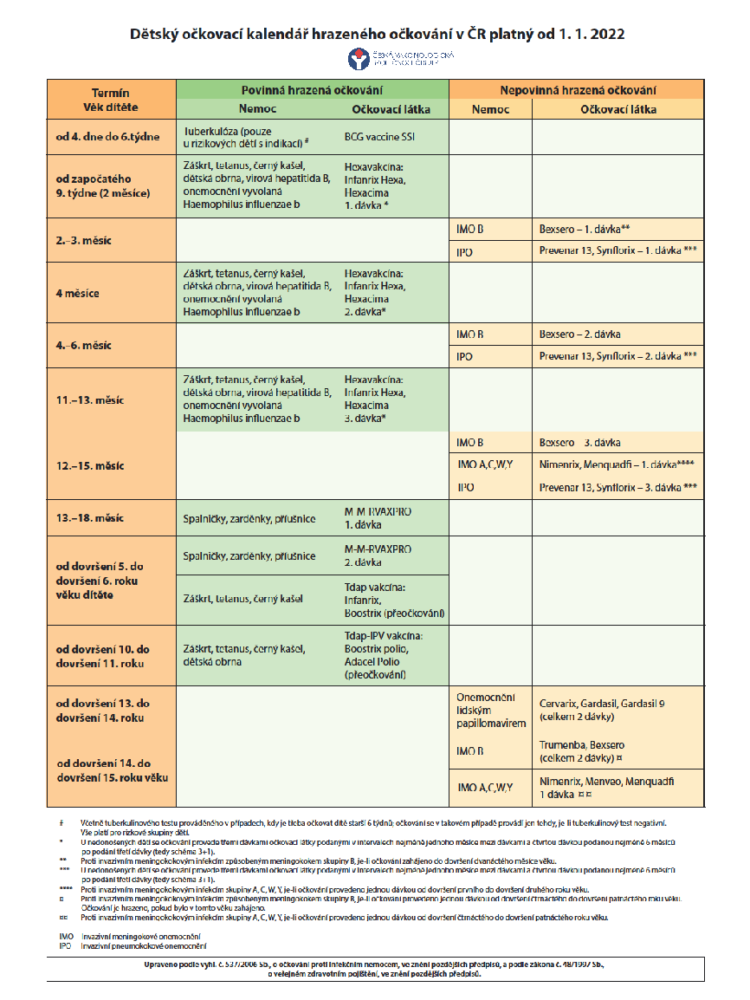 Dětský očkovací kalendář hrazeného očkování v ČR platný od 1. 1. 2022
ČESKÁ VAKCINOLOGICKÁ
Termín
Věk dítěte
Povinná hrazená očkování
Nepovinná hrazená očkování
Nemoc
Očkovací látka
Nemoc
Očkovací látka
od 4. dne do 6.týdne
Tuberkulóza (pouze
u rizikových dětí s indikací) #
BCG vaccine SSI
od započatého
9. týdne (2 měsíce)
Záškrt, tetanus, černý kašel,
dětská obrna, virová hepatitida B,
onemocnění vyvolaná
Haemophilus influenzae b
Hexavakcína:
Infanrix Hexa,
Hexacima
1. dávka *
2.–3. měsíc
IMO B
Bexsero – 1. dávka**
IPO
Prevenar 13, Synflorix – 1. dávka ***
4 měsíce
Záškrt, tetanus, černý kašel,
dětská obrna, virová hepatitida B,
onemocnění vyvolaná
Haemophilus influenzae b
Hexavakcína:
Infanrix Hexa,
Hexacima
2. dávka*
4.–6. měsíc
IMO B
Bexsero – 2. dávka
IPO
Prevenar 13, Synflorix – 2. dávka ***
11.–13. měsíc
Záškrt, tetanus, černý kašel,
dětská obrna, virová hepatitida B,
onemocnění vyvolaná
Haemophilus influenzae b
Hexavakcína:
Infanrix Hexa,
Hexacima
3. dávka*
12.–15. měsíc
IMO B
Bexsero – 3. dávka
IMO A,C,W,Y
Nimenrix, Menquadfi – 1. dávka****
IPO
Prevenar 13, Synflorix – 3. dávka ***
13.–18. měsíc
Spalničky, zarděnky, příušnice
M-M-RVAXPRO
1. dávka
od dovršení 5. do
dovršení 6. roku
věku dítěte
Spalničky, zarděnky, příušnice
M-M-RVAXPRO
2. dávka
Záškrt, tetanus, černý kašel
Tdap vakcína:
Infanrix,
Boostrix (přeočkování)
od dovršení 10. do
dovršení 11. roku
Záškrt, tetanus, černý kašel,
dětská obrna
Tdap-IPV vakcína:
Boostrix polio,
Adacel Polio
(přeočkování)
od dovršení 13. do
dovršení 14. roku
Onemocnění
lidským
papillomavirem
Cervarix, Gardasil, Gardasil 9
(celkem 2 dávky)
od dovršení 14. do
dovršení 15. roku věku
IMO B
Trumenba, Bexsero
(celkem 2 dávky) ¤
IMO A,C,W,Y
Nimenrix, Menveo, Menquadfi
1 dávka ¤¤
# Včetně tuberkulinového testu prováděného v případech, kdy je třeba očkovat dítě starší 6 týdnů; očkování se v takovém případě provádí jen tehdy, je-li tuberkulinový test negativní.
Vše platí pro rizikové skupiny dětí.
* U nedonošených dětí se očkování provede třemi dávkami očkovací látky podanými v intervalech nejméně jednoho měsíce mezi dávkami a čtvrtou dávkou podanou nejméně 6 měsíců
po podání třetí dávky (tedy schéma 3+1).
** Proti invazivním meningokokovým infekcím způsobeným meningokokem skupiny B, je-li očkování zahájeno do dovršení dvanáctého měsíce věku.
*** U nedonošených dětí se očkování provede třemi dávkami očkovací látky podanými v intervalech nejméně jednoho měsíce mezi dávkami a čtvrtou dávkou podanou nejméně 6 měsíců
po podání třetí dávky (tedy schéma 3+1).
**** Proti invazivním meningokokovým infekcím skupiny A, C, W, Y, je-li očkování provedeno jednou dávkou od dovršení prvního do dovršení druhého roku věku.
¤ Proti invazivním meningokokovým infekcím způsobeným meningokokem skupiny B, je-li očkování provedeno jednou dávkou od dovršení čtrnáctého do dovršení patnáctého roku věku.
Očkování je hrazeno, pokud bylo v tomto věku zahájeno.
¤¤ Proti invazivním meningokokovým infekcím skupiny A, C, W, Y, je-li očkování provedeno jednou dávkou od dovršení čtrnáctého do dovršení patnáctého roku věku.
IMO Invazivní meningokové onemocnění
IPO Invazivní pneumokokové onemocnění
Upraveno podle vyhl. č. 537/2006 Sb., o očkování proti infekčním nemocem, ve znění pozdějších předpisů, a podle zákona č. 48/1997 Sb.,
o veřejném zdravotním pojištění, ve znění pozdějších předpisů.